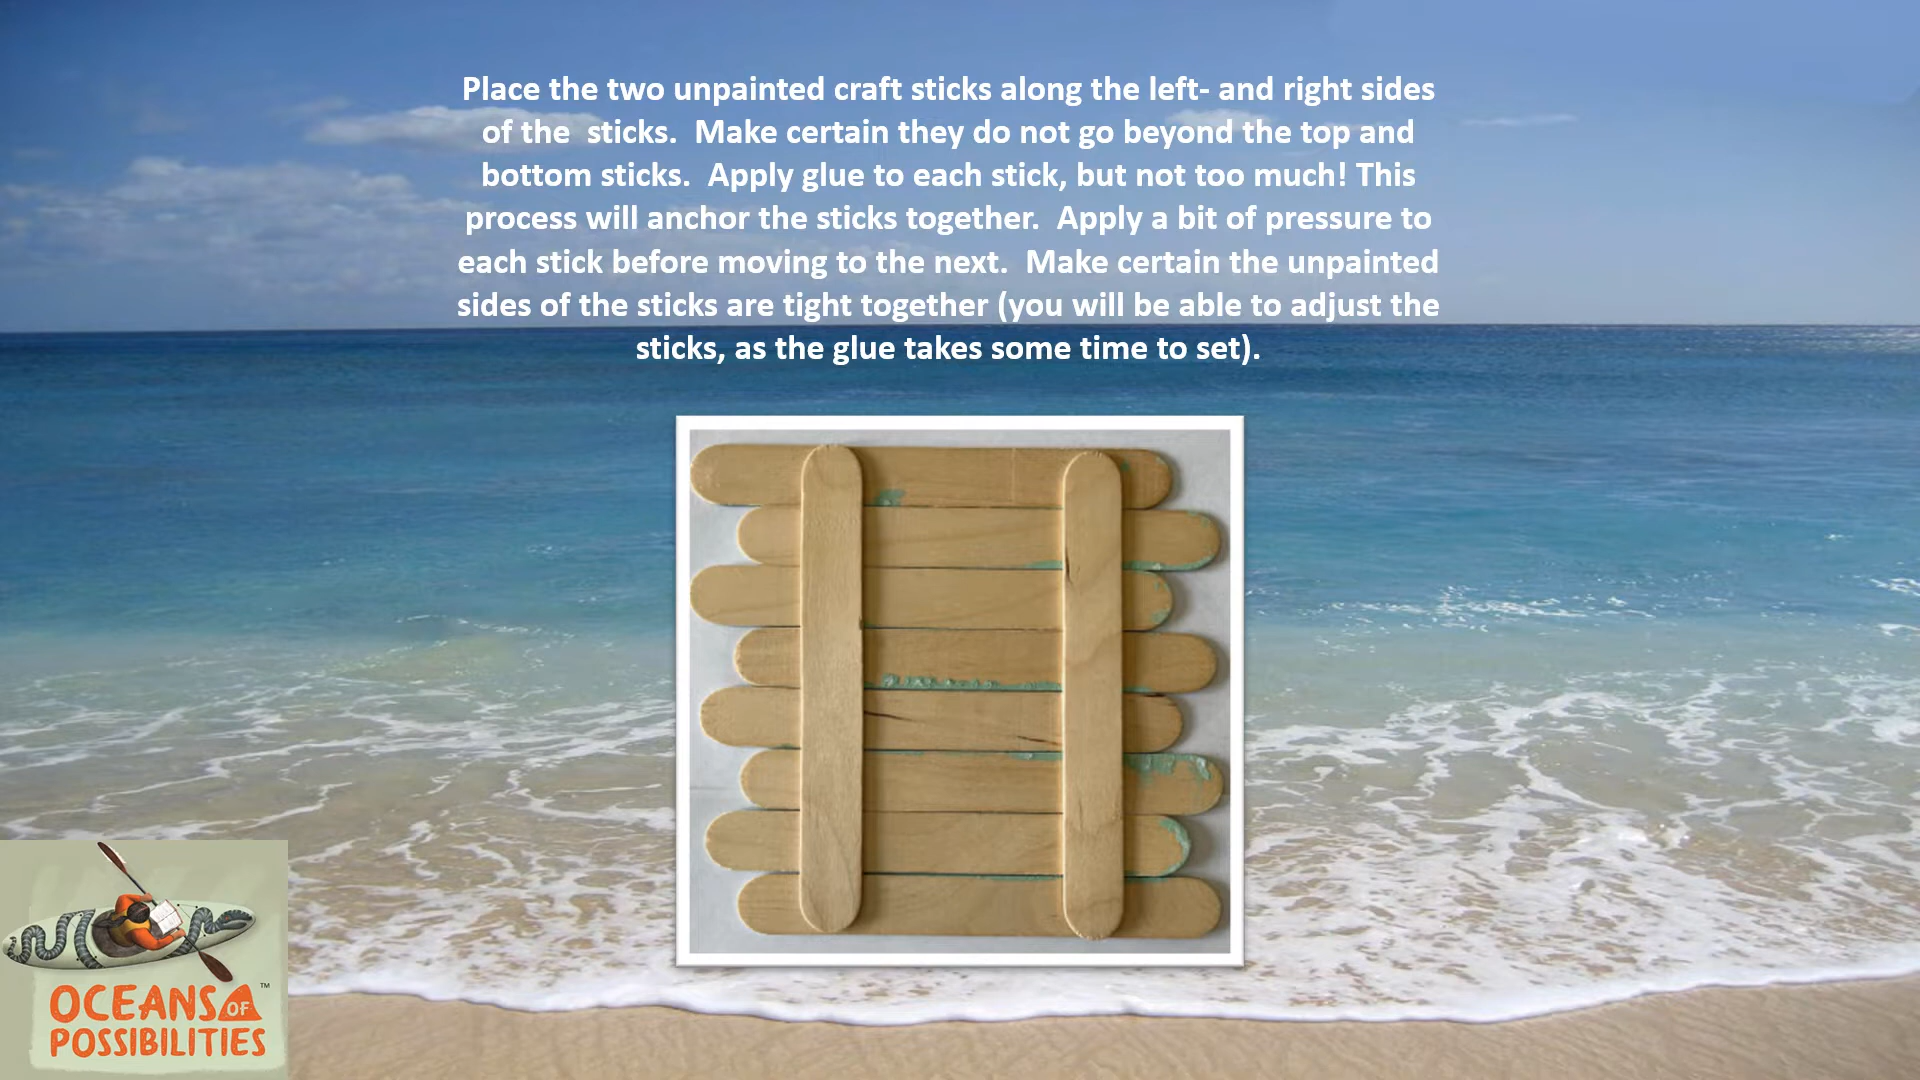 Place the two unpainted craft sticks along the left- and right sides
of the  sticks.  Make certain they do not go beyond the top and
bottom sticks.  Apply glue to each stick, but not too much! This
process will anchor the sticks together.  Apply a bit of pressure to
each stick before moving to the next.  Make certain the unpainted
sides of the sticks are tight together (you will be able to adjust the
sticks, as the glue takes some time to set).
OCEANS OF
POSSIBILITIES ™